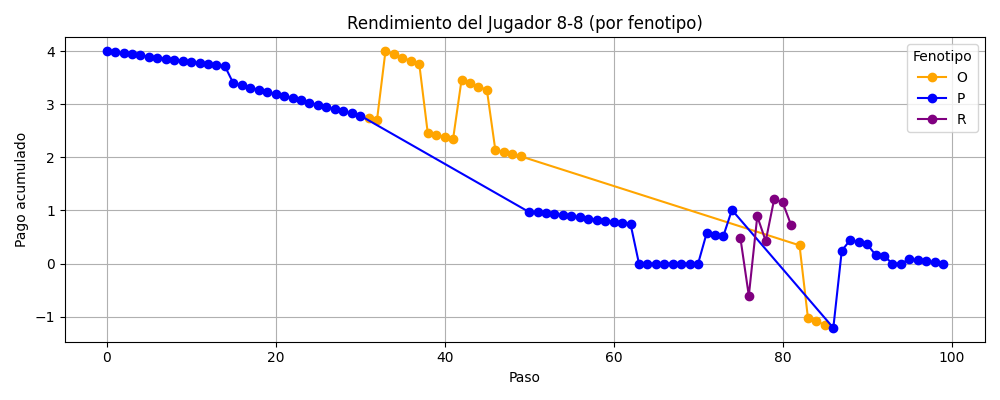 Rendimiento del Jugador 8-8 (por fenotipo)
Pago acumulado
4
3
2
1
0
−1
0
20
40
60
80
100
Paso
Fenotipo
O
P
R